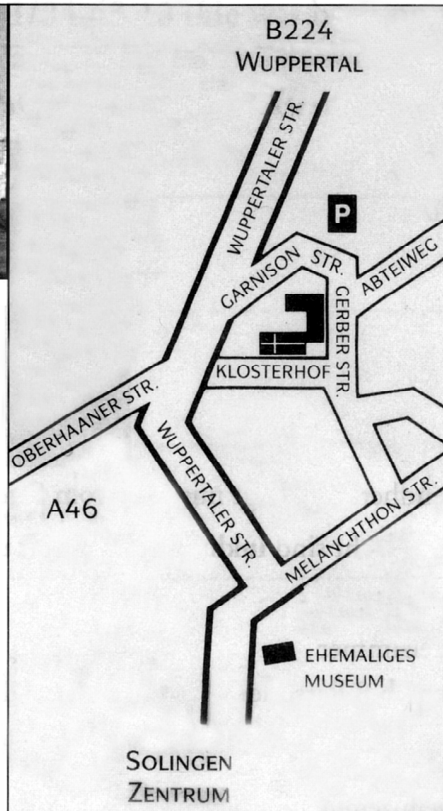 B224
WUPPERTAL
WUPPERTALER STR.
P
GARNISON STR.
ABTEIWEG
GERBER STR.
KLOSTERHOF
OBERHAANER STR.
WUPPERTALER STR.
A46
MELANCHTHON STR.
EHEMALIGES
MUSEUM
SOLINGEN
ZENTRUM